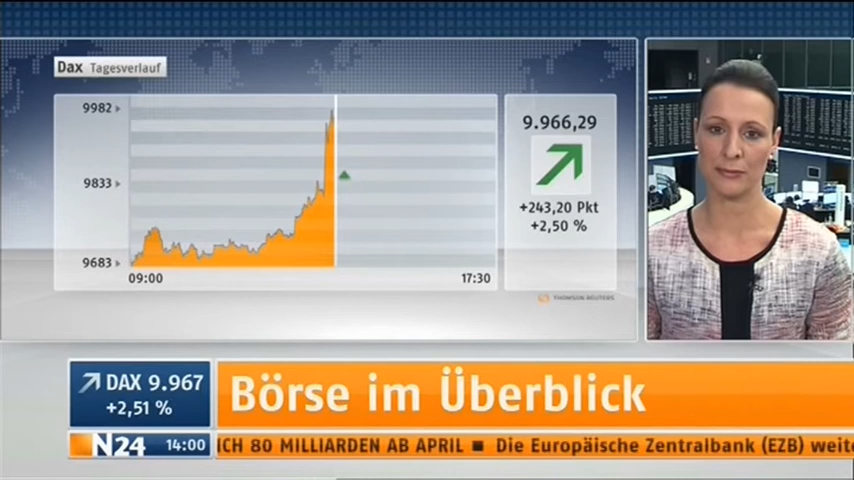 Dax Tagesverlauf
9982
9833
9683
09:00
17:30
9.966,29
+243,20 Pkt
+2,50 %
THOMSON REUTERS
DAX 9.967
+2,51 %
Börse im Überblick
N24
14:00
ICH 80 MILLIARDEN AB APRIL ■ Die Europäische Zentralbank (EZB) weite